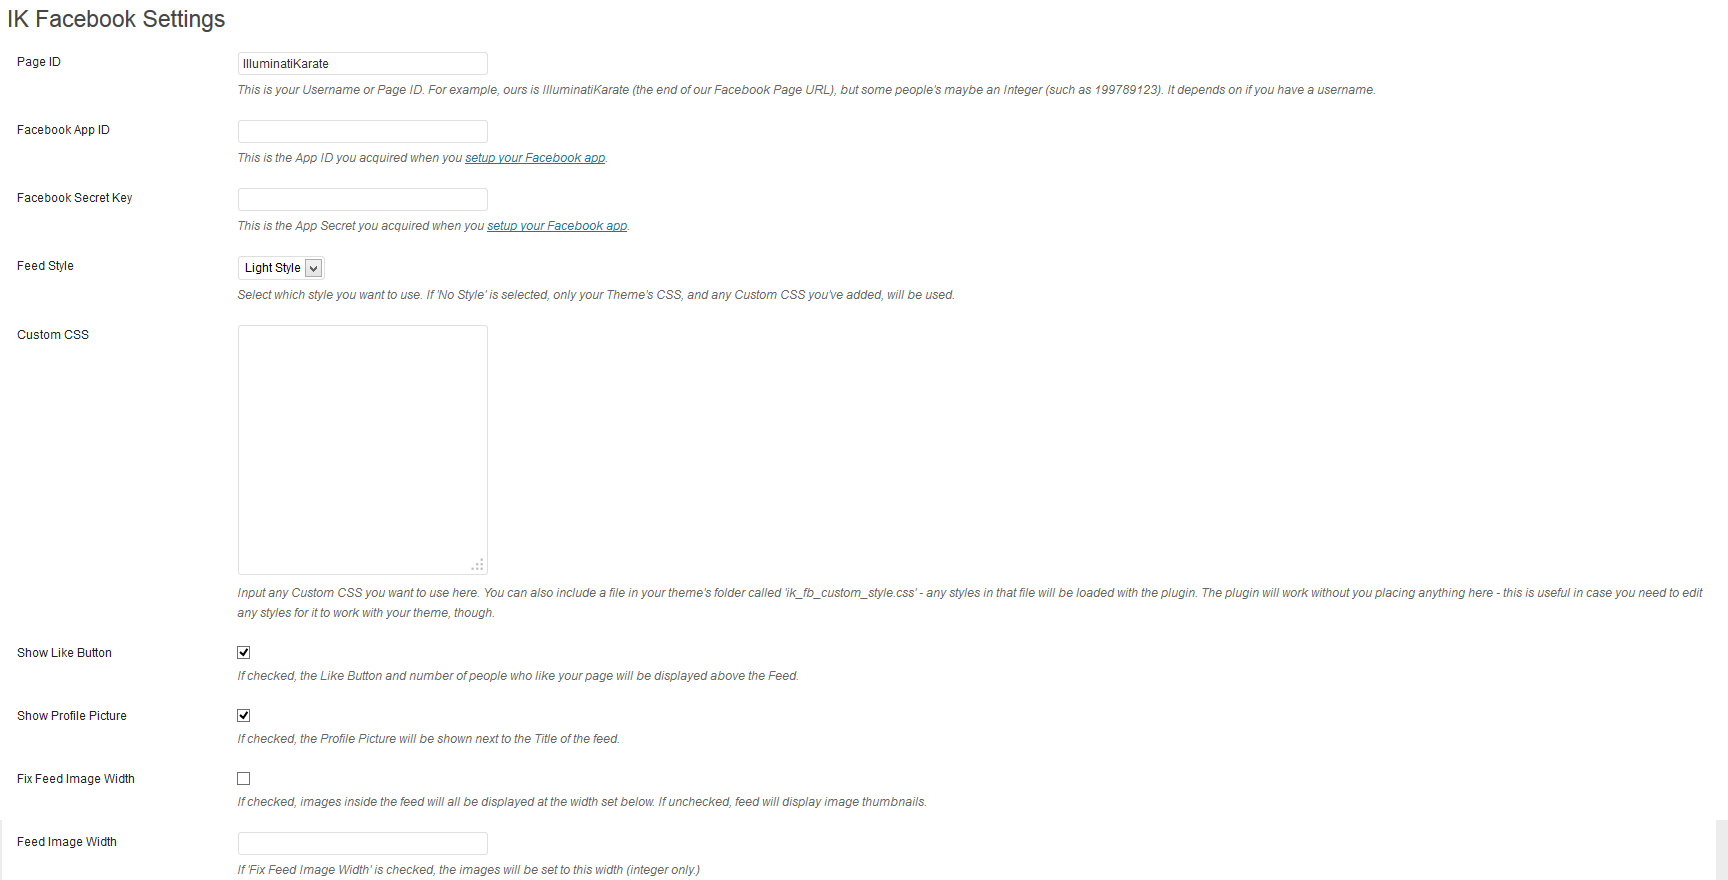 IK Facebook Settings
Page ID
IlluminatiKarate
This is your Username or Page ID. For example, ours is IlluminatiKarate (the end of our Facebook Page URL), but some people's maybe an Integer (such as 199789123). It depends on if you have a username.
Facebook App ID
This is the App ID you acquired when you setup your Facebook app.
Facebook Secret Key
This is the App Secret you acquired when you setup your Facebook app.
Feed Style
Light Style
Select which style you want to use. If 'No Style' is selected, only your Theme's CSS, and any Custom CSS you've added, will be used.
Custom CSS
Input any Custom CSS you want to use here. You can also include a file in your theme's folder called 'ik_fb_custom_style.css' - any styles in that file will be loaded with the plugin. The plugin will work without you placing anything here - this is useful in case you need to edit
any styles for it to work with your theme, though.
Show Like Button
If checked, the Like Button and number of people who like your page will be displayed above the Feed.
Show Profile Picture
If checked, the Profile Picture will be shown next to the Title of the feed.
Fix Feed Image Width
If checked, images inside the feed will all be displayed at the width set below. If unchecked, feed will display image thumbnails.
Feed Image Width
If 'Fix Feed Image Width' is checked, the images will be set to this width (integer only.)